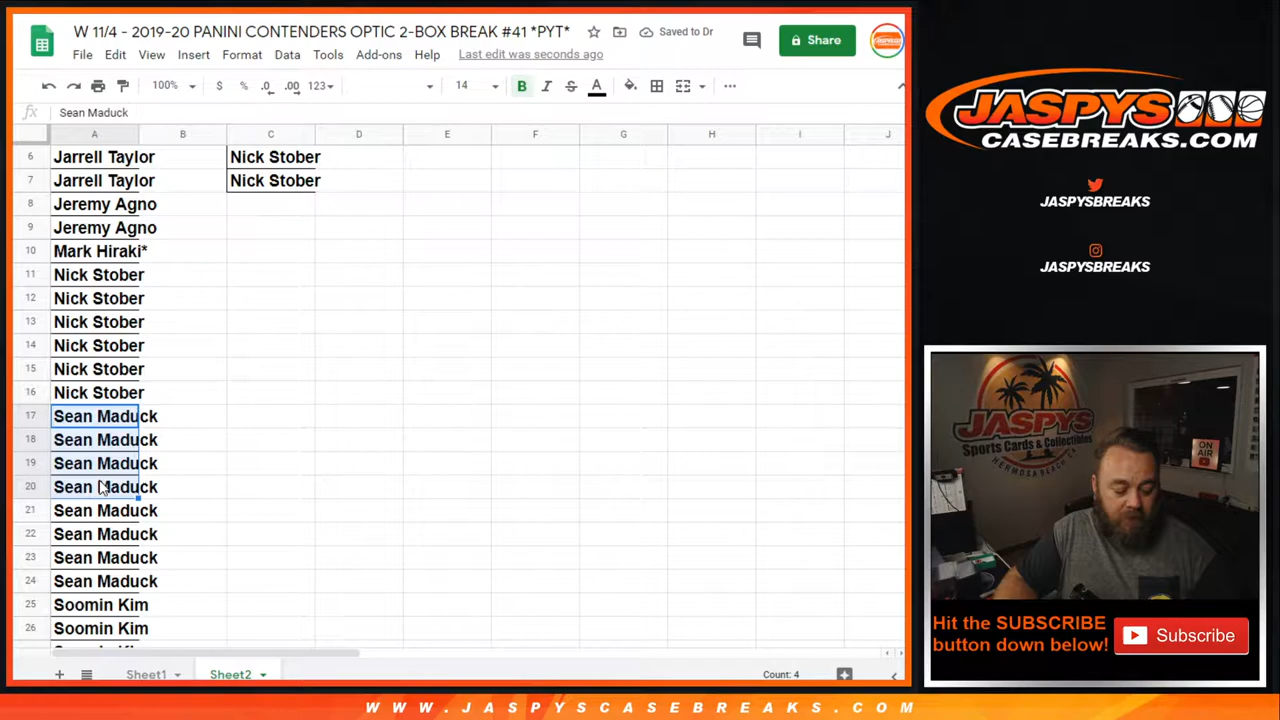 W 11/4 - 2019-20 PANINI CONTENDERS OPTIC 2-BOX BREAK #41 *PYT*
Saved to Dr
Share
File Edit View Insert Format Data Tools Add-ons Help Last edit was seconds ago
100% $ % .0 .00 123 14 B I S A
fx Sean Maduck
A B C D E F G H I J
6 Jarrell Taylor Nick Stober
7 Jarrell Taylor Nick Stober
8 Jeremy Agno
9 Jeremy Agno
10 Mark Hiraki*
11 Nick Stober
12 Nick Stober
13 Nick Stober
14 Nick Stober
15 Nick Stober
16 Nick Stober
17 Sean Maduck
18 Sean Maduck
19 Sean Maduck
20 Sean Maduck
21 Sean Maduck
22 Sean Maduck
23 Sean Maduck
24 Sean Maduck
25 Soomin Kim
26 Soomin Kim
Sheet1 Sheet2 Count: 4
JASPYS
CASEBREAKS.COM
JASPYSBREAKS
JASPYSBREAKS
JASPYS
Sports Cards & Collectibles
HERMOSA BEACH CA
ON AIR
Hit the SUBSCRIBE
button down below!
Subscribe
WWW.JASPYSCASEBREAKS.COM